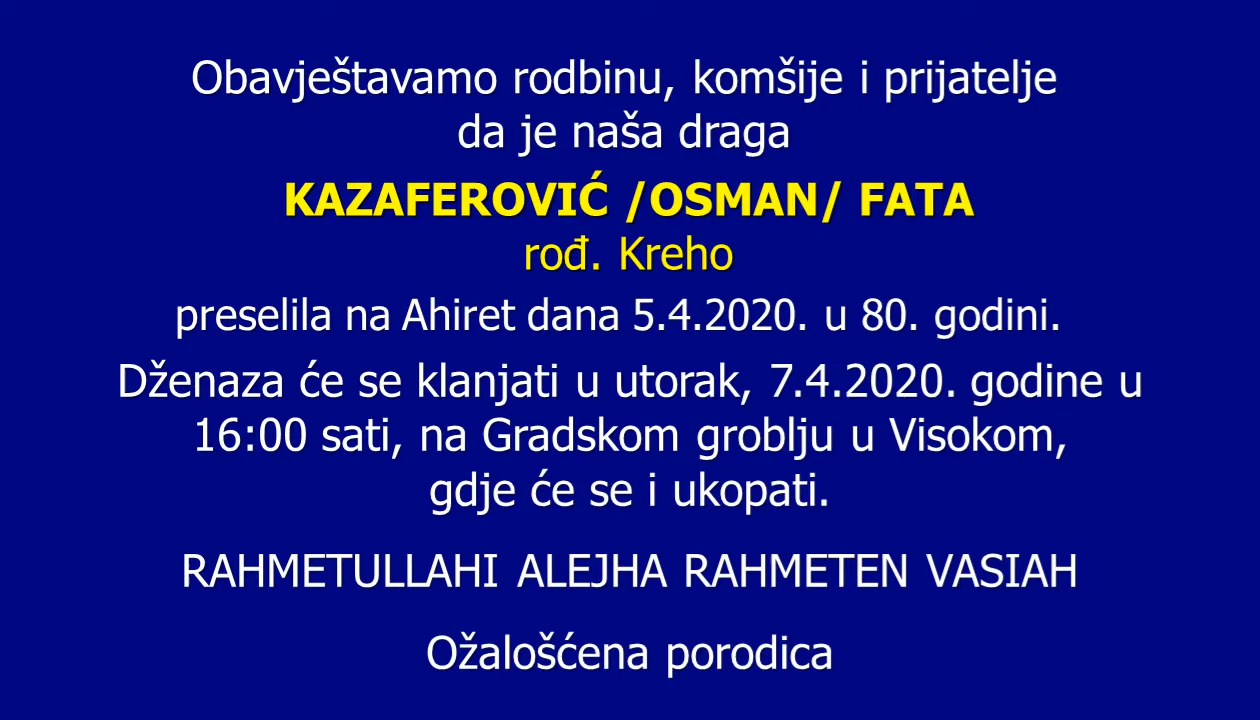 Obavještavamo rodbinu, komšije i prijatelje
da je naša draga
KAZAFEROVIĆ /OSMAN/ FATA
rođ. Kreho
preselila na Ahiret dana 5.4.2020. u 80. godini.
Dženaza će se klanjati u utorak, 7.4.2020. godine u
16:00 sati, na Gradskom groblju u Visokom,
gdje će se i ukopati.
RAHMETULLAHI ALEJHA RAHMETEN VASIAH
Ožalošćena porodica